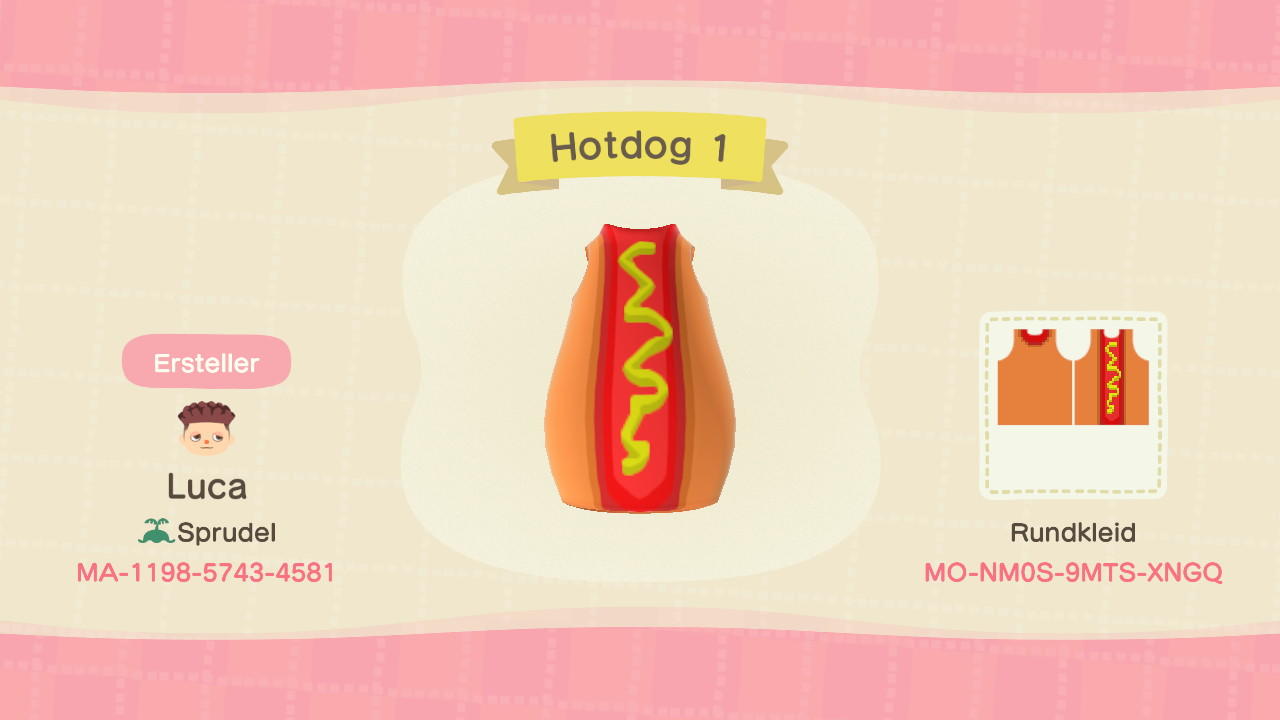 Hotdog 1
Ersteller
Luca
Sprudel
MA-1198-5743-4581
Rundkleid
MO-NM0S-9MTS-XNGQ